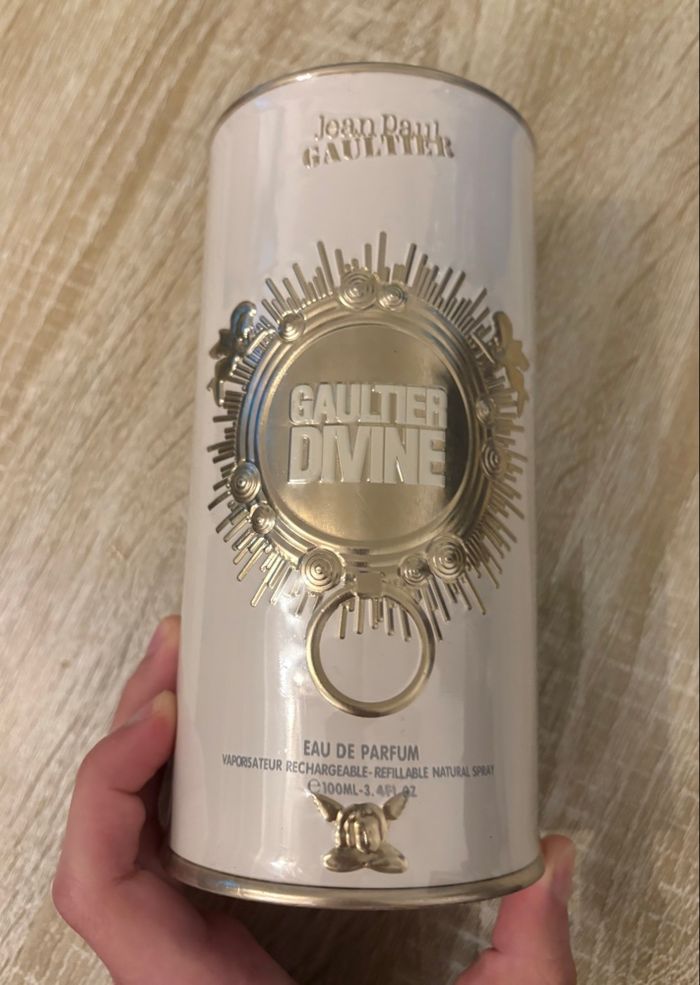 Jean Paul
GAULTIER
GAULTIER
DIVINE
EAU DE PARFUM
VAPORISATEUR RECHARGEABLE-REFILLABLE NATURAL SPRAY
℮100ML-3.4FL.OZ